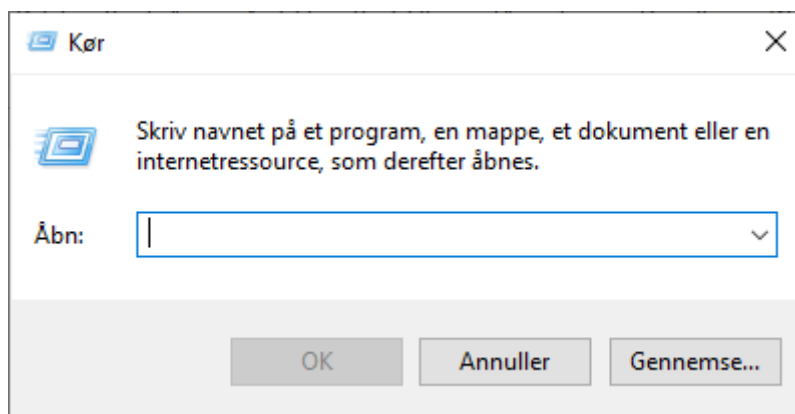 Kør
Skriv navnet på et program, en mappe, et dokument eller en
internetressource, som derefter åbnes.
Åbn:
OK
Annuller
Gennemse...